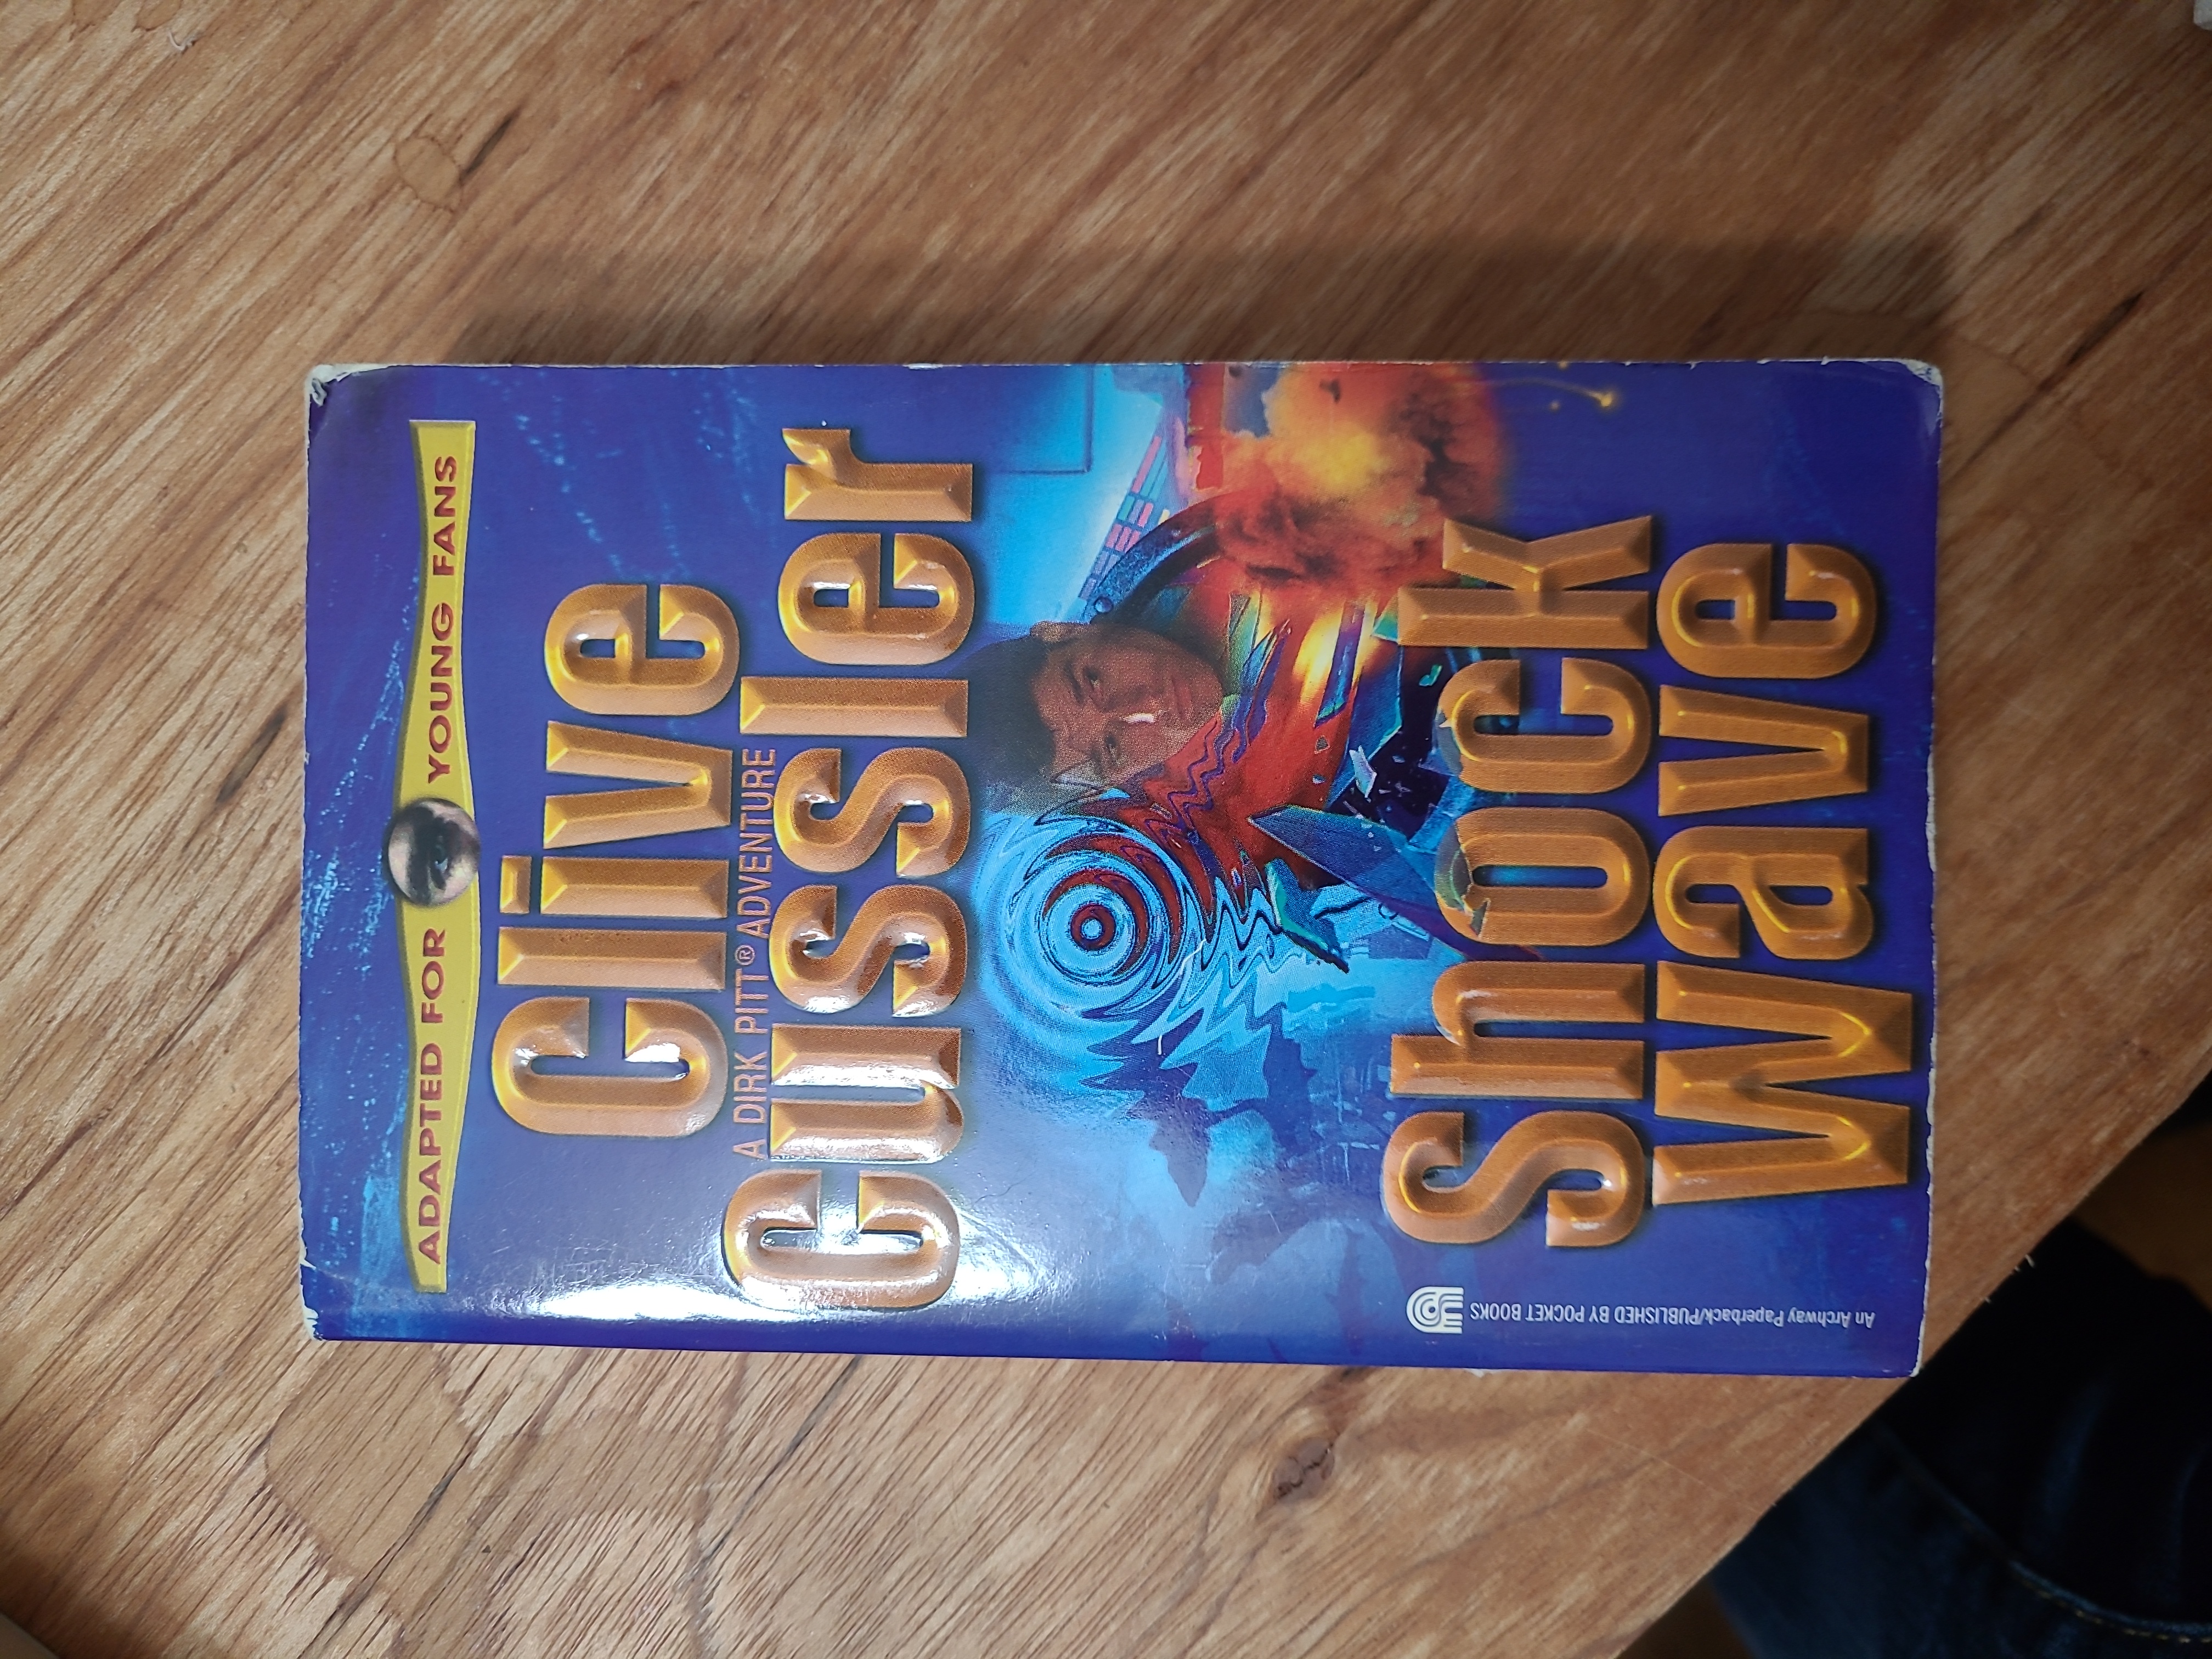 ADAPTED FOR YOUNG FANS
Clive
A DIRK PITT® ADVENTURE
Cussler
Shock
Wave
An Archway Paperback/PUBLISHED BY POCKET BOOKS